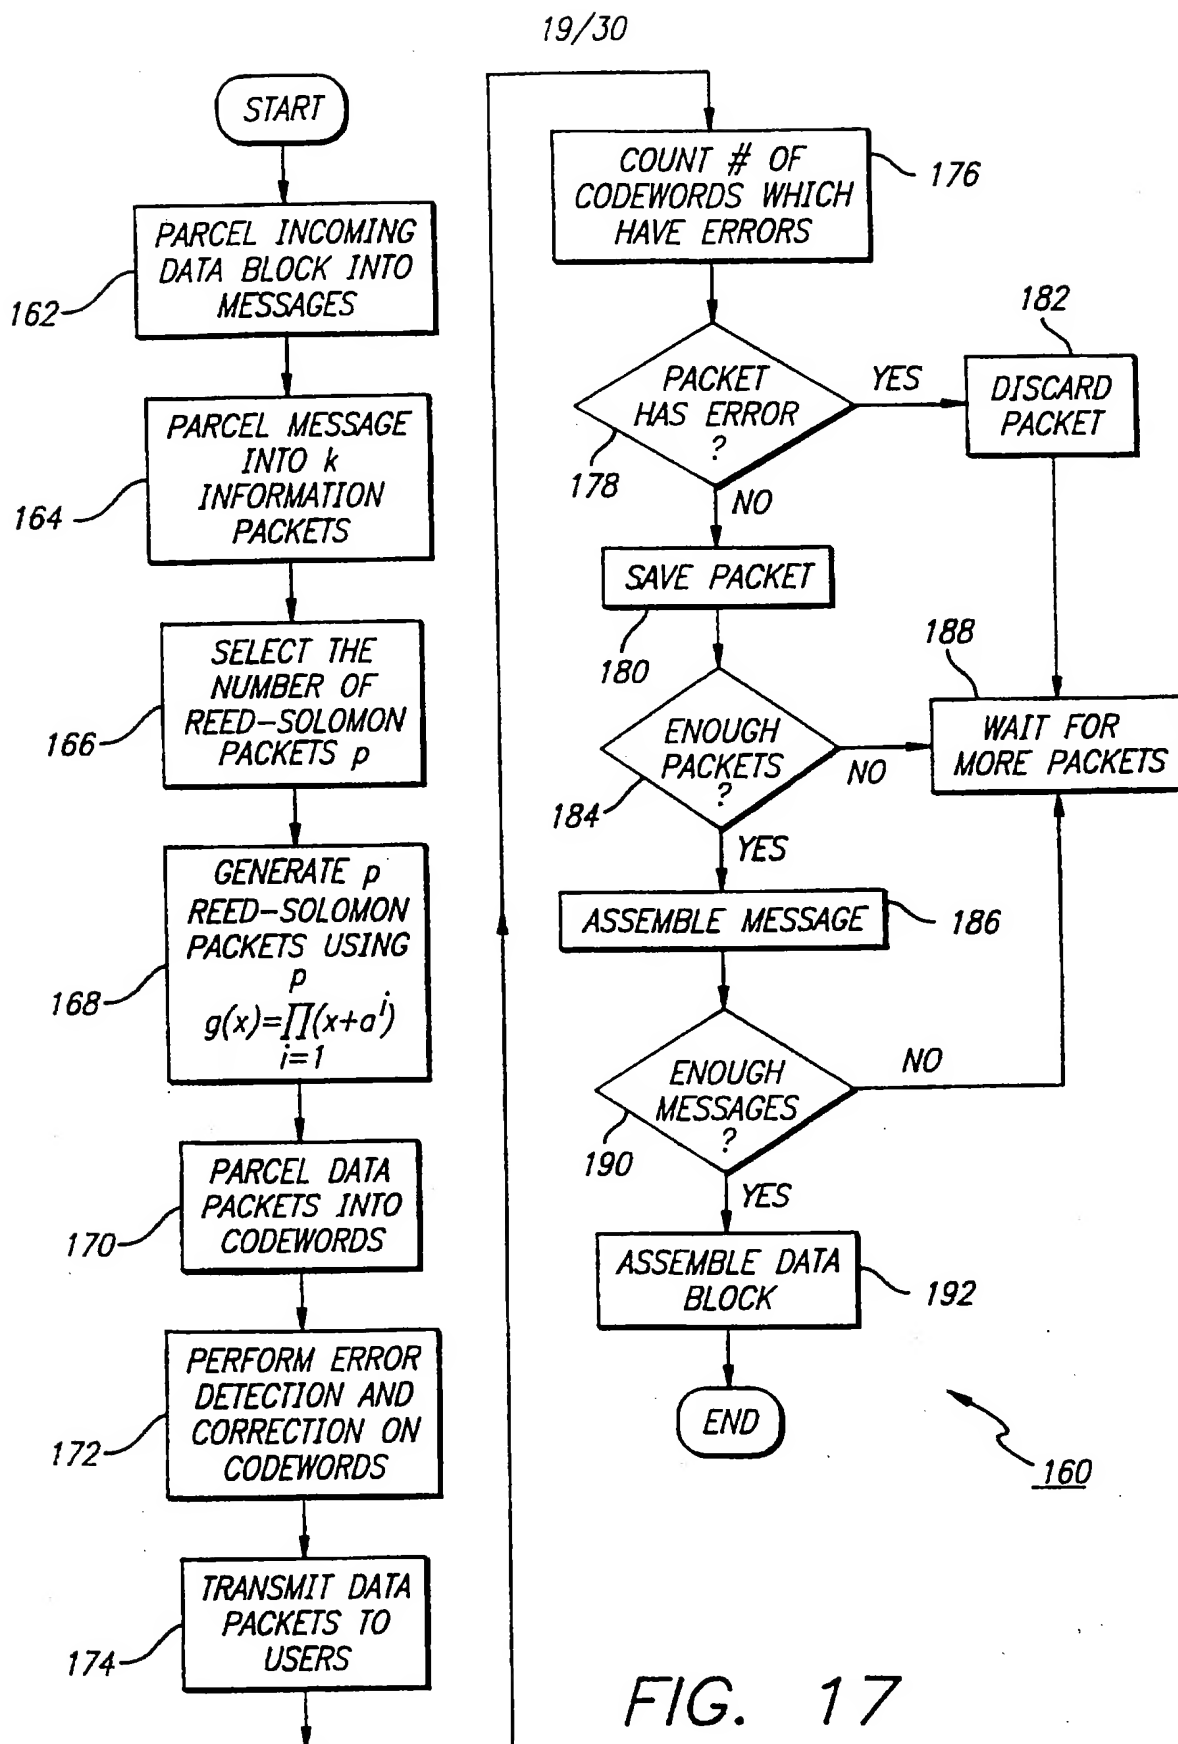 19/30
START
PARCEL INCOMING
DATA BLOCK INTO
MESSAGES
162
PARCEL MESSAGE
INTO k
INFORMATION
PACKETS
164
SELECT THE
NUMBER OF
REED-SOLOMON
PACKETS p
166
GENERATE p
REED-SOLOMON
PACKETS USING
p
g(x)=∏(x+a^i)
i=1
168
PARCEL DATA
PACKETS INTO
CODEWORDS
170
PERFORM ERROR
DETECTION AND
CORRECTION ON
CODEWORDS
172
TRANSMIT DATA
PACKETS TO
USERS
174
COUNT # OF
CODEWORDS WHICH
HAVE ERRORS
176
PACKET
HAS ERROR
?
178
YES
182
DISCARD
PACKET
NO
SAVE PACKET
180
188
WAIT FOR
MORE PACKETS
ENOUGH
PACKETS
?
184
NO
YES
ASSEMBLE MESSAGE
186
ENOUGH
MESSAGES
?
190
NO
YES
ASSEMBLE DATA
BLOCK
192
END
160
FIG. 17